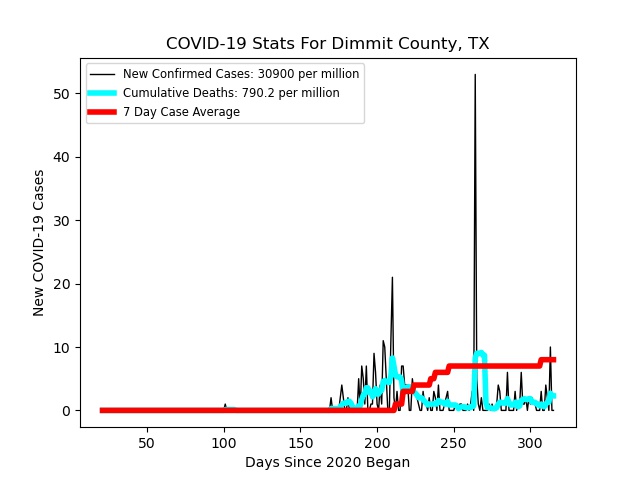 COVID-19 Stats For Dimmit County, TX
New Confirmed Cases: 30900 per million
Cumulative Deaths: 790.2 per million
7 Day Case Average
New COVID-19 Cases
50
40
30
20
10
0
50 100 150 200 250 300
Days Since 2020 Began